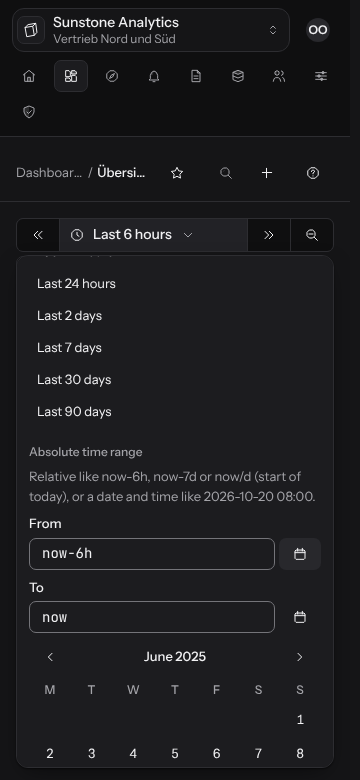 Sunstone Analytics
Vertrieb Nord und Süd
OO
Dashboar... / Übersi...
Last 6 hours
Last 24 hours
Last 2 days
Last 7 days
Last 30 days
Last 90 days
Absolute time range
Relative like now-6h, now-7d or now/d (start of
today), or a date and time like 2026-10-20 08:00.
From
now-6h
To
now
June 2025
M T W T F S S
1
2 3 4 5 6 7 8